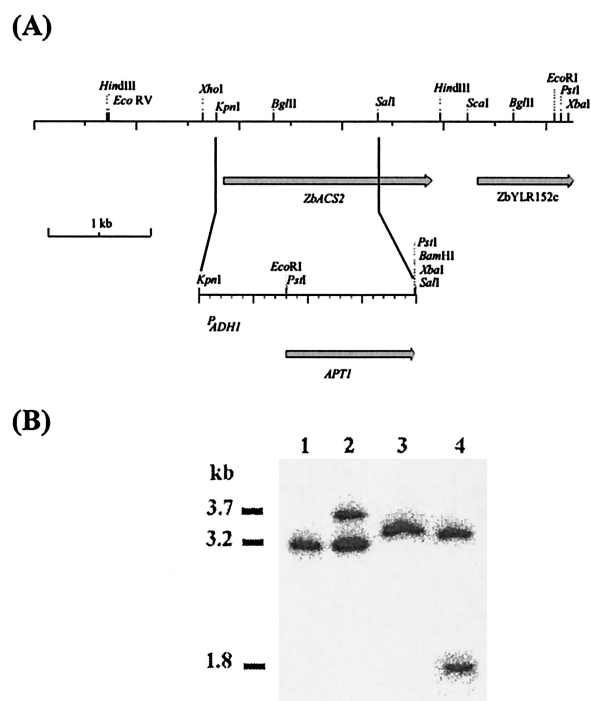 (A)
HindIII
EcoRV
XhoI
KpnI
BglII
SalI
HindIII
ScaI
BglII
EcoRI
PstI
XbaI
ZbACS2
ZbYLR152c
1 kb
PstI
BamHI
XbaI
SalI
KpnI
EcoRI
PstI
PADH1
APT1
(B)
1 2 3 4
kb
3.7
3.2
1.8